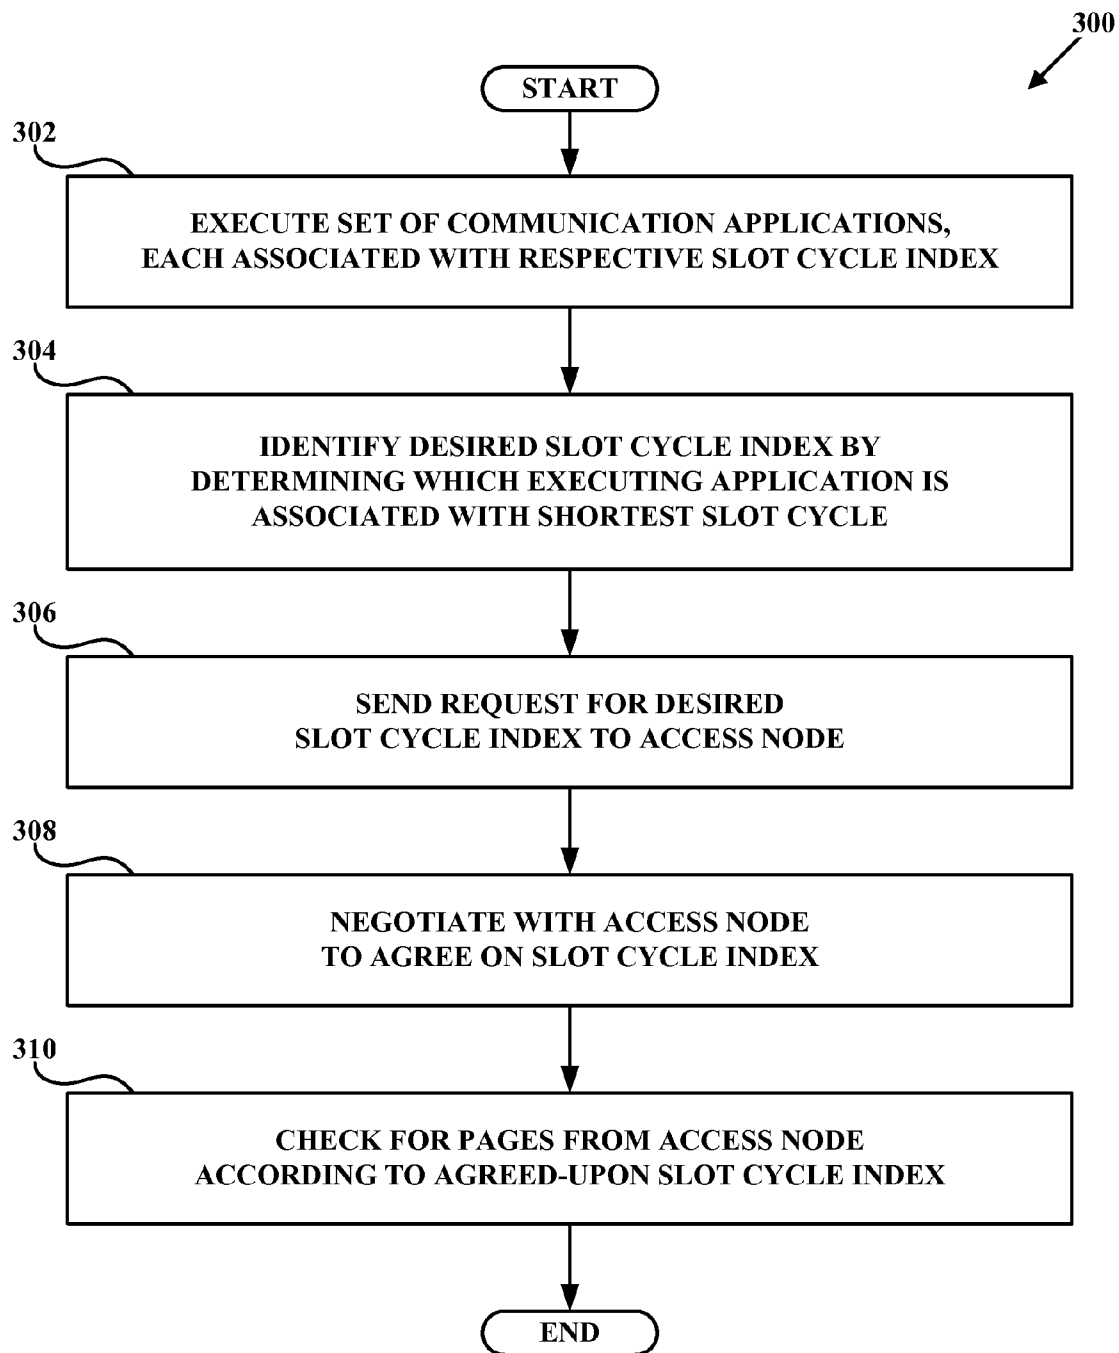 300
START
302
EXECUTE SET OF COMMUNICATION APPLICATIONS,
EACH ASSOCIATED WITH RESPECTIVE SLOT CYCLE INDEX
304
IDENTIFY DESIRED SLOT CYCLE INDEX BY
DETERMINING WHICH EXECUTING APPLICATION IS
ASSOCIATED WITH SHORTEST SLOT CYCLE
306
SEND REQUEST FOR DESIRED
SLOT CYCLE INDEX TO ACCESS NODE
308
NEGOTIATE WITH ACCESS NODE
TO AGREE ON SLOT CYCLE INDEX
310
CHECK FOR PAGES FROM ACCESS NODE
ACCORDING TO AGREED-UPON SLOT CYCLE INDEX
END